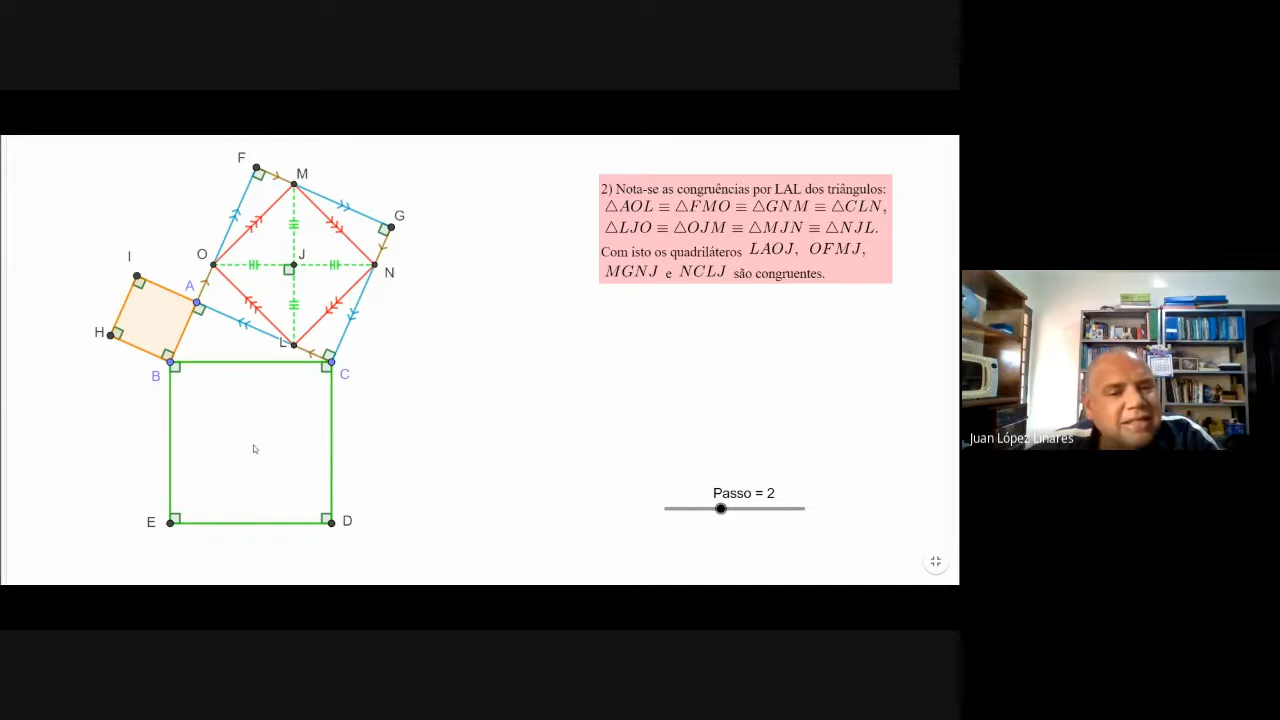 F
M
G
O
J
N
I
A
H
L
B
C
E
D
2) Nota-se as congruências por LAL dos triângulos:
△AOL ≡ △FMO ≡ △GNM ≡ △CLN,
△LJO ≡ △OJM ≡ △MJN ≡ △NJL.
Com isto os quadriláteros LAOJ, OFMJ,
MGNJ e NCLJ são congruentes.
Passo = 2
Juan López Linares